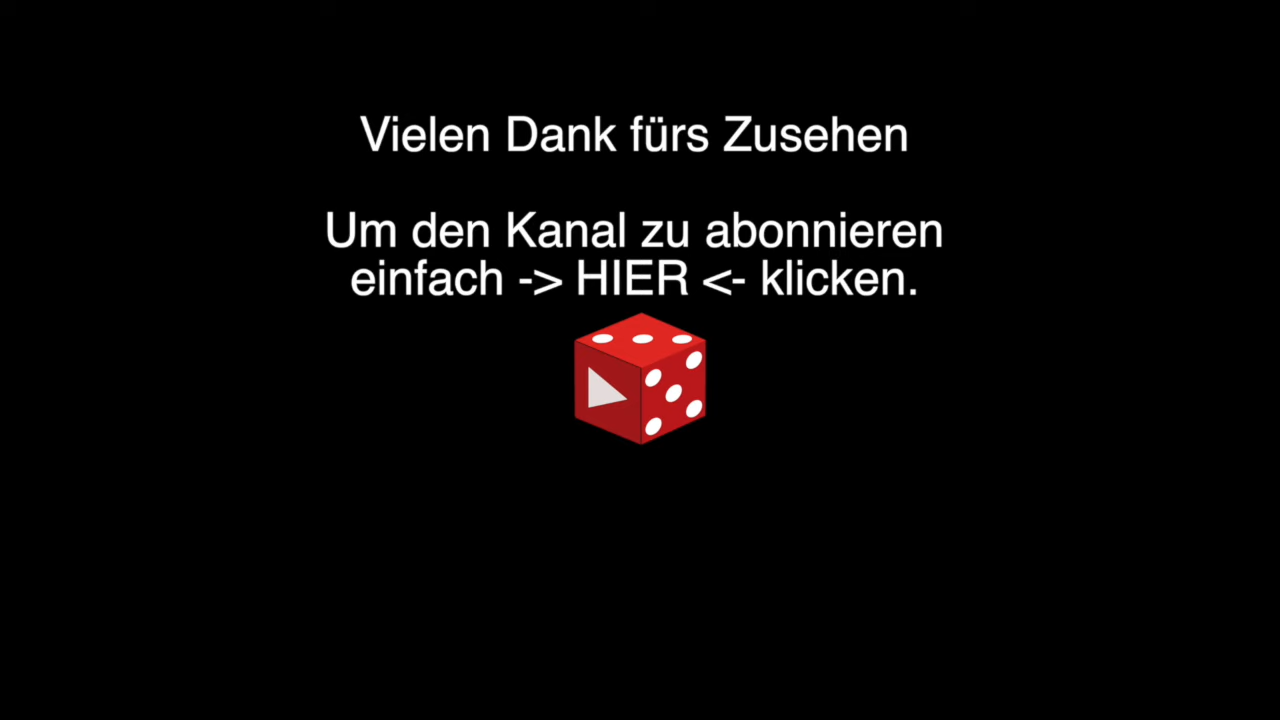 Vielen Dank fürs Zusehen
Um den Kanal zu abonnieren
einfach -> HIER <- klicken.